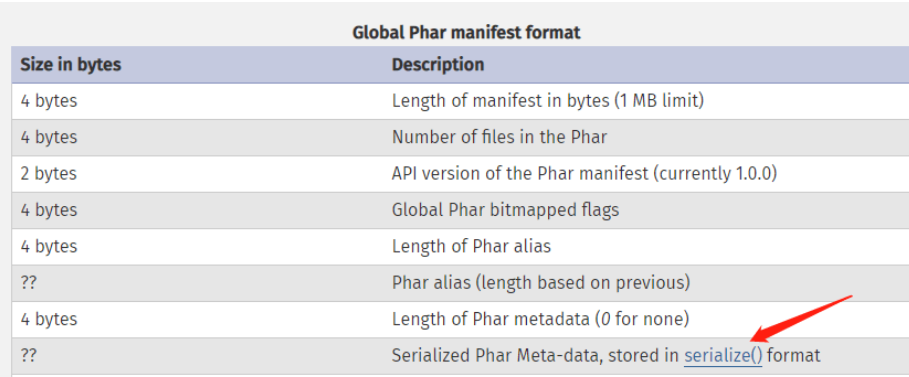 Global Phar manifest format
Size in bytes Description
4 bytes Length of manifest in bytes (1 MB limit)
4 bytes Number of files in the Phar
2 bytes API version of the Phar manifest (currently 1.0.0)
4 bytes Global Phar bitmapped flags
4 bytes Length of Phar alias
?? Phar alias (length based on previous)
4 bytes Length of Phar metadata (0 for none)
?? Serialized Phar Meta-data, stored in serialize() format